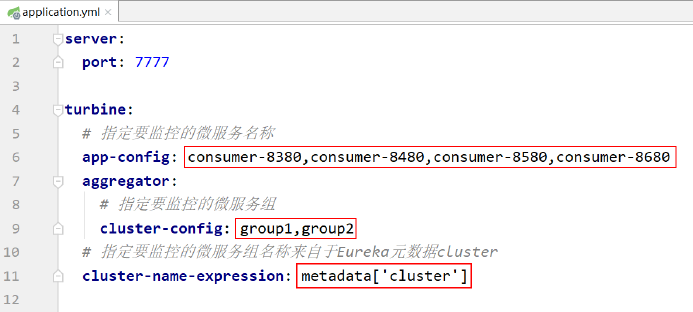 application.yml
1 server:
2   port: 7777
3
4 turbine:
5   # 指定要监控的微服务名称
6   app-config: consumer-8380,consumer-8480,consumer-8580,consumer-8680
7   aggregator:
8     # 指定要监控的微服务组
9     cluster-config: group1,group2
10   # 指定要监控的微服务组名称来自于Eureka元数据cluster
11   cluster-name-expression: metadata['cluster']
12